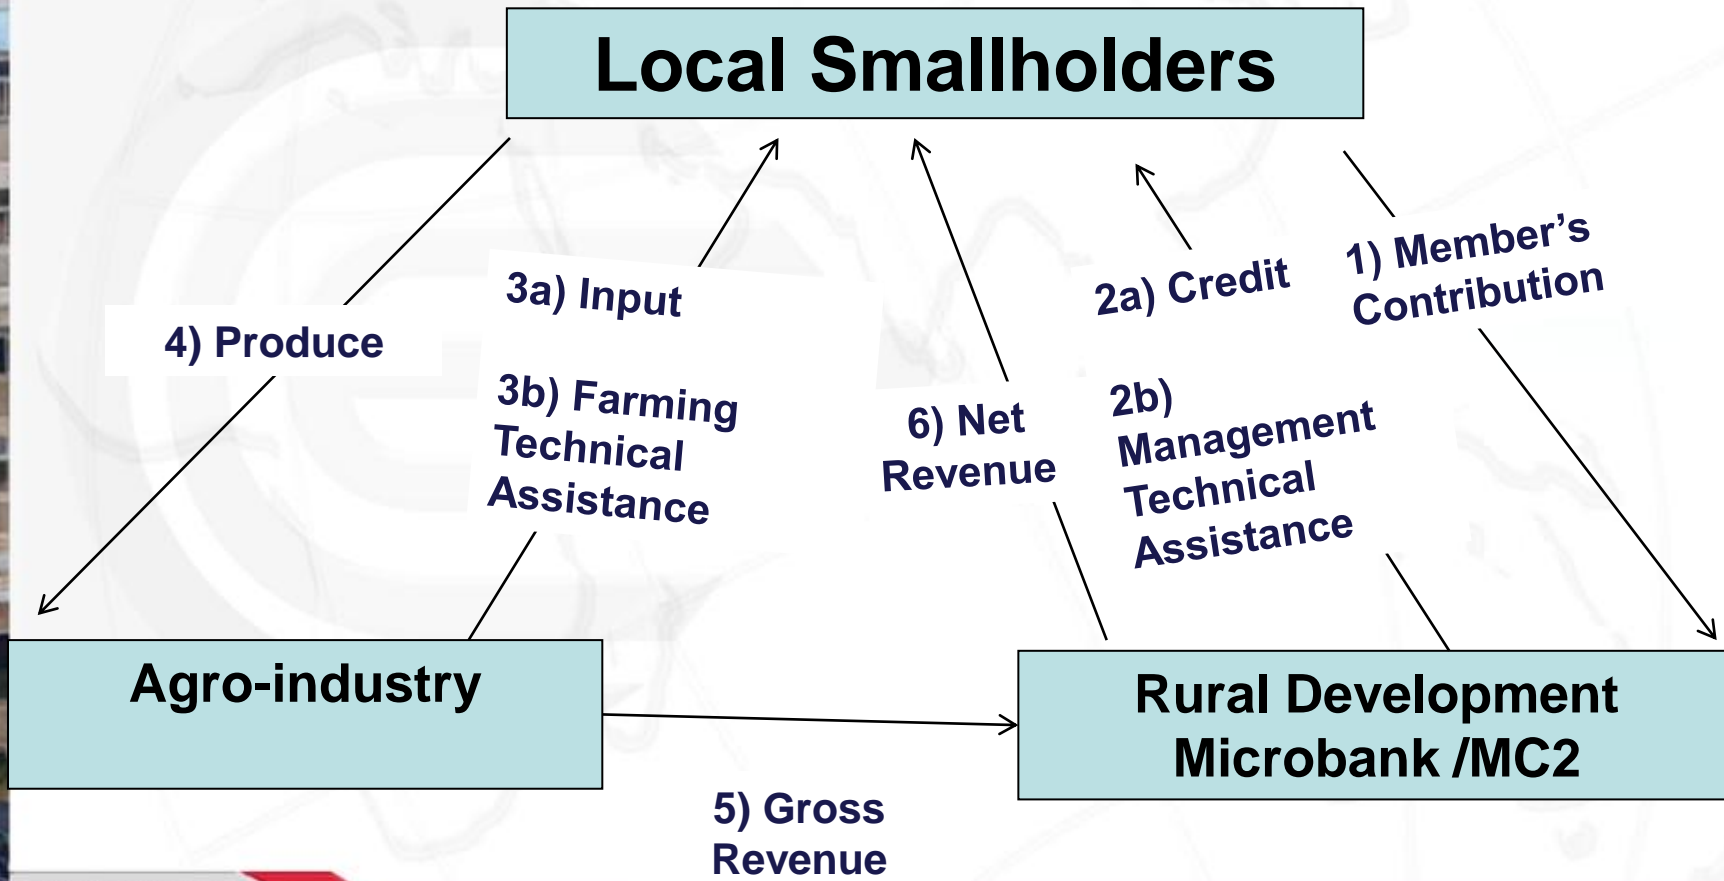 Local Smallholders
1) Member’s
Contribution
2a) Credit
3a) Input
4) Produce
3b) Farming
Technical
Assistance
6) Net
Revenue
2b)
Management
Technical
Assistance
Agro-industry
Rural Development
Microbank /MC2
5) Gross
Revenue